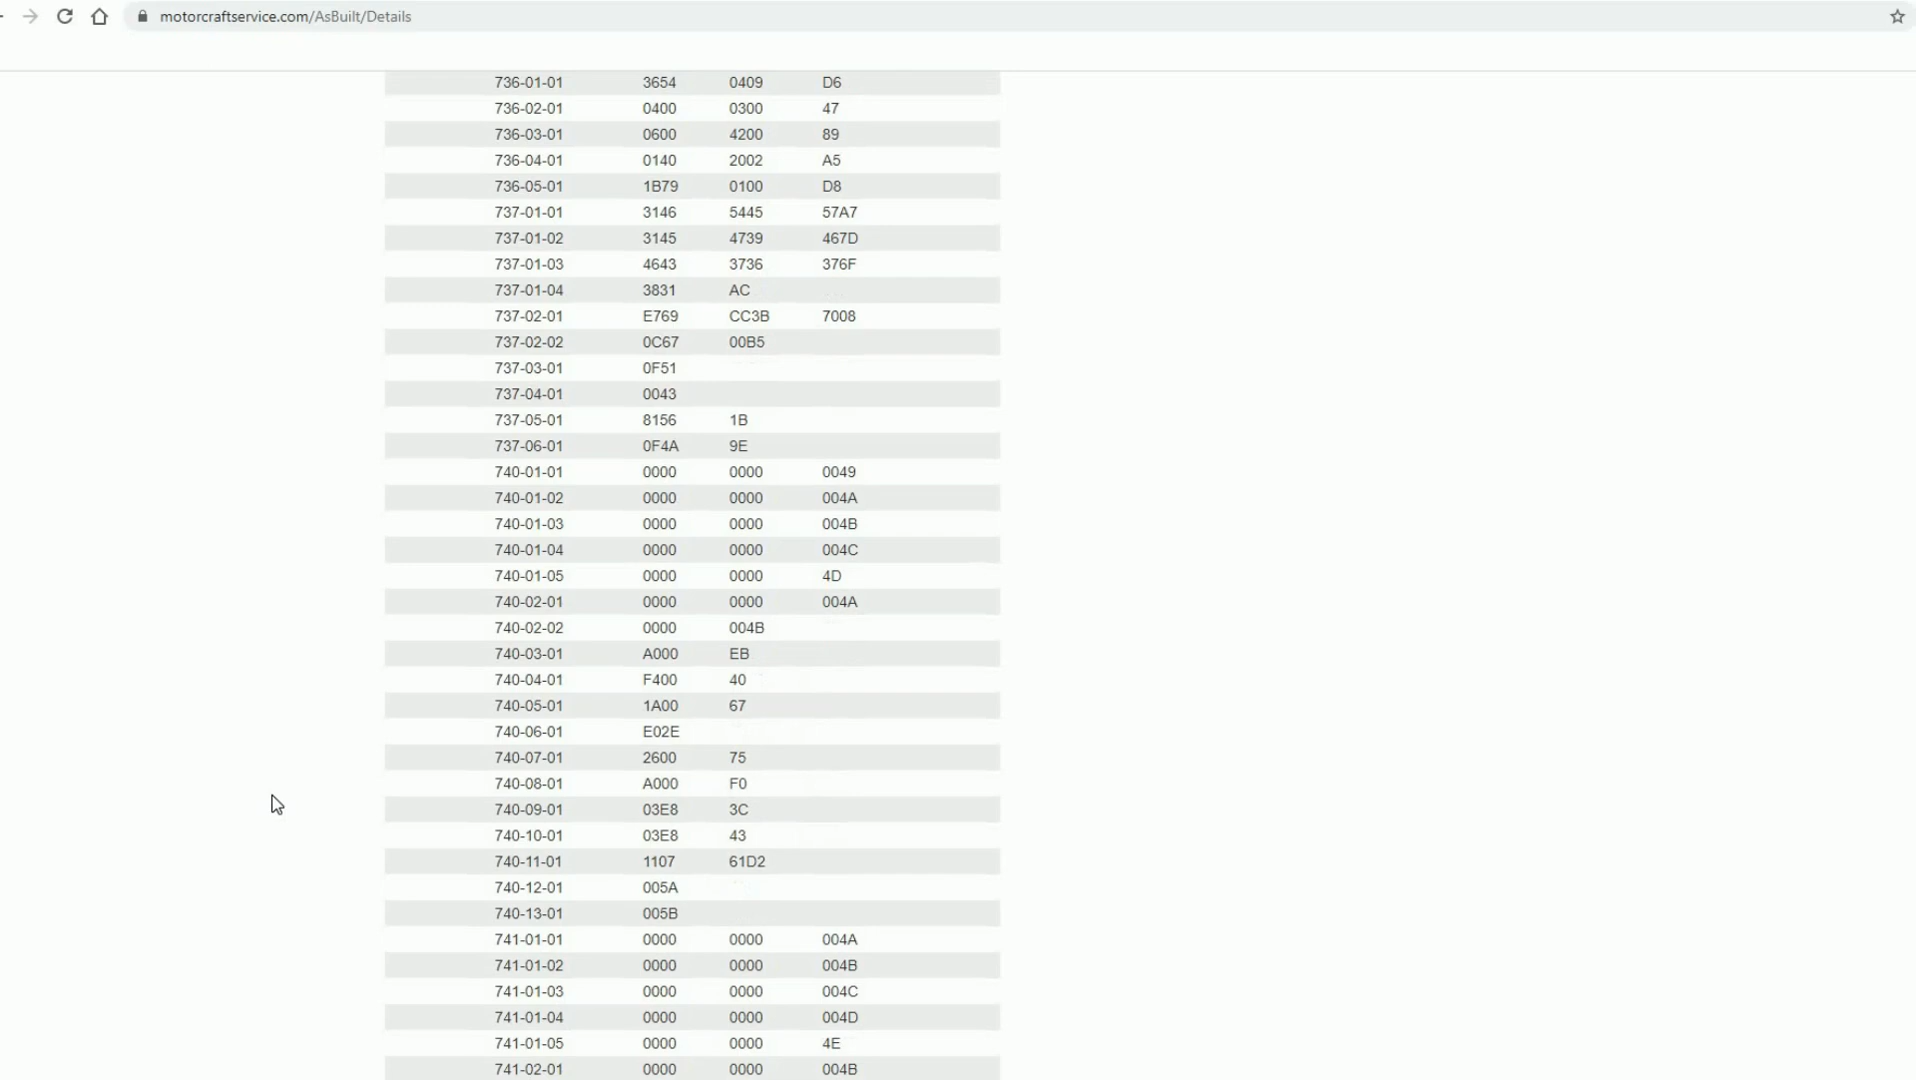 motorcraftservice.com/AsBuilt/Details
736-01-01 3654 0409 D6
736-02-01 0400 0300 47
736-03-01 0600 4200 89
736-04-01 0140 2002 A5
736-05-01 1B79 0100 D8
737-01-01 3146 5445 57A7
737-01-02 3145 4739 467D
737-01-03 4643 3736 376F
737-01-04 3831 AC
737-02-01 E769 CC3B 7008
737-02-02 0C67 00B5
737-03-01 0F51
737-04-01 0043
737-05-01 8156 1B
737-06-01 0F4A 9E
740-01-01 0000 0000 0049
740-01-02 0000 0000 004A
740-01-03 0000 0000 004B
740-01-04 0000 0000 004C
740-01-05 0000 0000 4D
740-02-01 0000 0000 004A
740-02-02 0000 004B
740-03-01 A000 EB
740-04-01 F400 40
740-05-01 1A00 67
740-06-01 E02E
740-07-01 2600 75
740-08-01 A000 F0
740-09-01 03E8 3C
740-10-01 03E8 43
740-11-01 1107 61D2
740-12-01 005A
740-13-01 005B
741-01-01 0000 0000 004A
741-01-02 0000 0000 004B
741-01-03 0000 0000 004C
741-01-04 0000 0000 004D
741-01-05 0000 0000 4E
741-02-01 0000 0000 004B